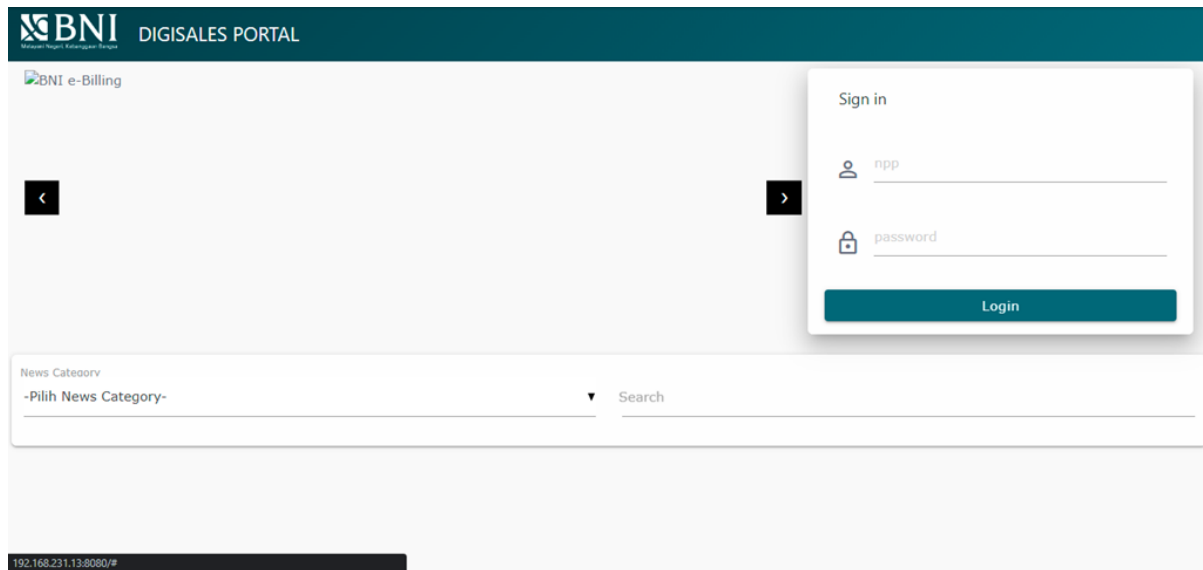 BNI
Melayani Negeri, Kebanggaan Bangsa
DIGISALES PORTAL
BNI e-Billing
Sign in
npp
password
Login
News Category
-Pilih News Category-
Search
192.168.231.13:8080/#